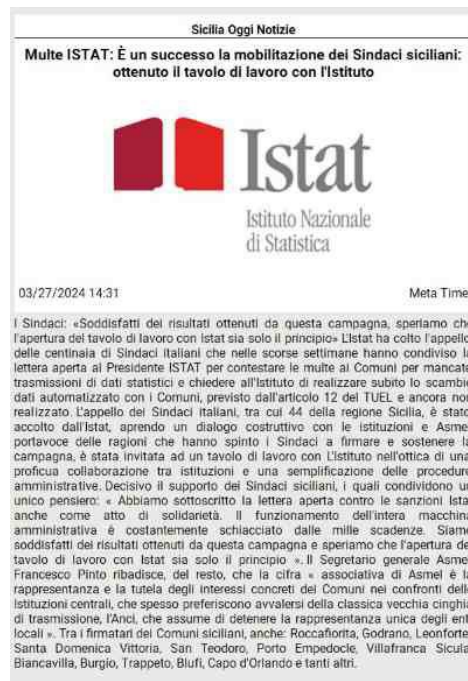 Sicilia Oggi Notizie
Multe ISTAT: È un successo la mobilitazione dei Sindaci siciliani:
ottenuto il tavolo di lavoro con l'Istituto
Istat
Istituto Nazionale
di Statistica
03/27/2024 14:31
Meta Time
I Sindaci: «Soddisfatti dei risultati ottenuti da questa campagna, speriamo che
l'apertura del tavolo di lavoro con Istat sia solo il principio» L'Istat ha colto l'appello
delle centinaia di Sindaci italiani che nelle scorse settimane hanno condiviso la
lettera aperta al Presidente ISTAT per contestare le multe ai Comuni per mancate
trasmissioni di dati statistici e chiedere all'Istituto di realizzare subito lo scambio
dati automatizzato con i Comuni, previsto dall'articolo 12 del TUEL e ancora non
realizzato. L'appello dei Sindaci italiani, tra cui 44 della regione Sicilia, è stato
accolto dall'Istat, aprendo un dialogo costruttivo con le istituzioni e Asmel
portavoce delle ragioni che hanno spinto i Sindaci a firmare e sostenere la
campagna, è stata invitata ad un tavolo di lavoro con L'Istituto nell'ottica di una
proficua collaborazione tra istituzioni e una semplificazione delle procedure
amministrative. Decisivo il supporto dei Sindaci siciliani, i quali condividono un
unico pensiero: « Abbiamo sottoscritto la lettera aperta contro le sanzioni Istat
anche come atto di solidarietà. Il funzionamento dell'intera macchina
amministrativa è costantemente schiacciato dalle mille scadenze. Siamo
soddisfatti dei risultati ottenuti da questa campagna e speriamo che l'apertura del
tavolo di lavoro con Istat sia solo il principio ». Il Segretario generale Asmel
Francesco Pinto ribadisce, del resto, che la cifra « associativa di Asmel è la
rappresentanza e la tutela degli interessi concreti dei Comuni nei confronti delle
Istituzioni centrali, che spesso preferiscono avvalersi della classica vecchia cinghia
di trasmissione, l'Anci, che assume di detenere la rappresentanza unica degli enti
locali ». Tra i firmatari dei Comuni siciliani, anche: Roccafiorita, Godrano, Leonforte,
Santa Domenica Vittoria, San Teodoro, Porto Empedocle, Villafranca Sicula,
Biancavilla, Burgio, Trappeto, Blufi, Capo d'Orlando e tanti altri.